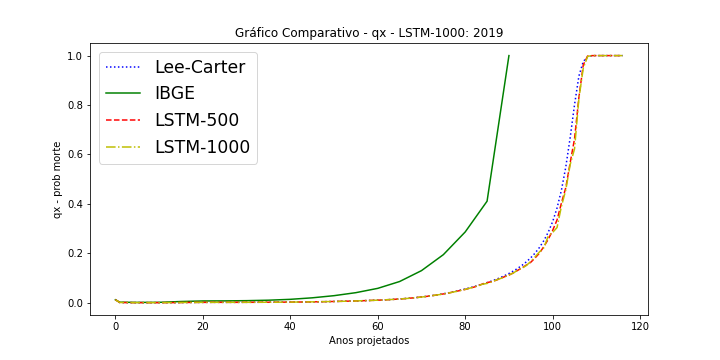 Gráfico Comparativo - qx - LSTM-1000: 2019
1.0
0.8
0.6
0.4
0.2
0.0
qx - prob morte
Lee-Carter
IBGE
LSTM-500
LSTM-1000
0
20
40
60
80
100
120
Anos projetados